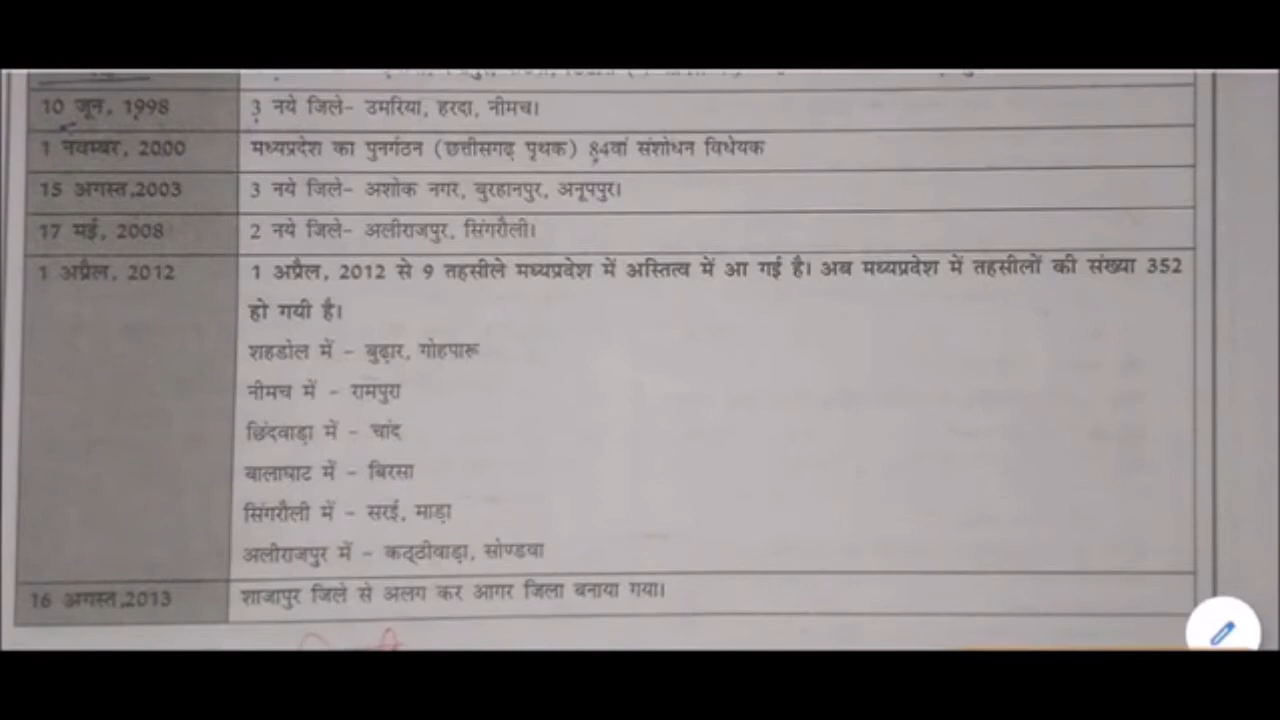 10 जून, 1998 3 नये जिले- उमरिया, हरदा, नीमच।
1 नवम्बर, 2000 मध्यप्रदेश का पुनर्गठन (छत्तीसगढ़ पृथक) 84वां संशोधन विधेयक
15 अगस्त,2003 3 नये जिले- अशोक नगर, बुरहानपुर, अनूपपुर।
17 मई, 2008 2 नये जिले- अलीराजपुर, सिंगरौली।
1 अप्रैल, 2012 1 अप्रैल, 2012 से 9 तहसीले मध्यप्रदेश में अस्तित्व में आ गई है। अब मध्यप्रदेश में तहसीलों की संख्या 352
हो गयी है।
शहडोल में - बुढ़ार, गोहपारू
नीमच में - रामपुरा
छिंदवाड़ा में - चांद
बालाघाट में - बिरसा
सिंगरौली में - सरई, माड़ा
अलीराजपुर में - कट्ठीवाड़ा, सोण्डवा
16 अगस्त,2013 शाजापुर जिले से अलग कर आगर जिला बनाया गया।